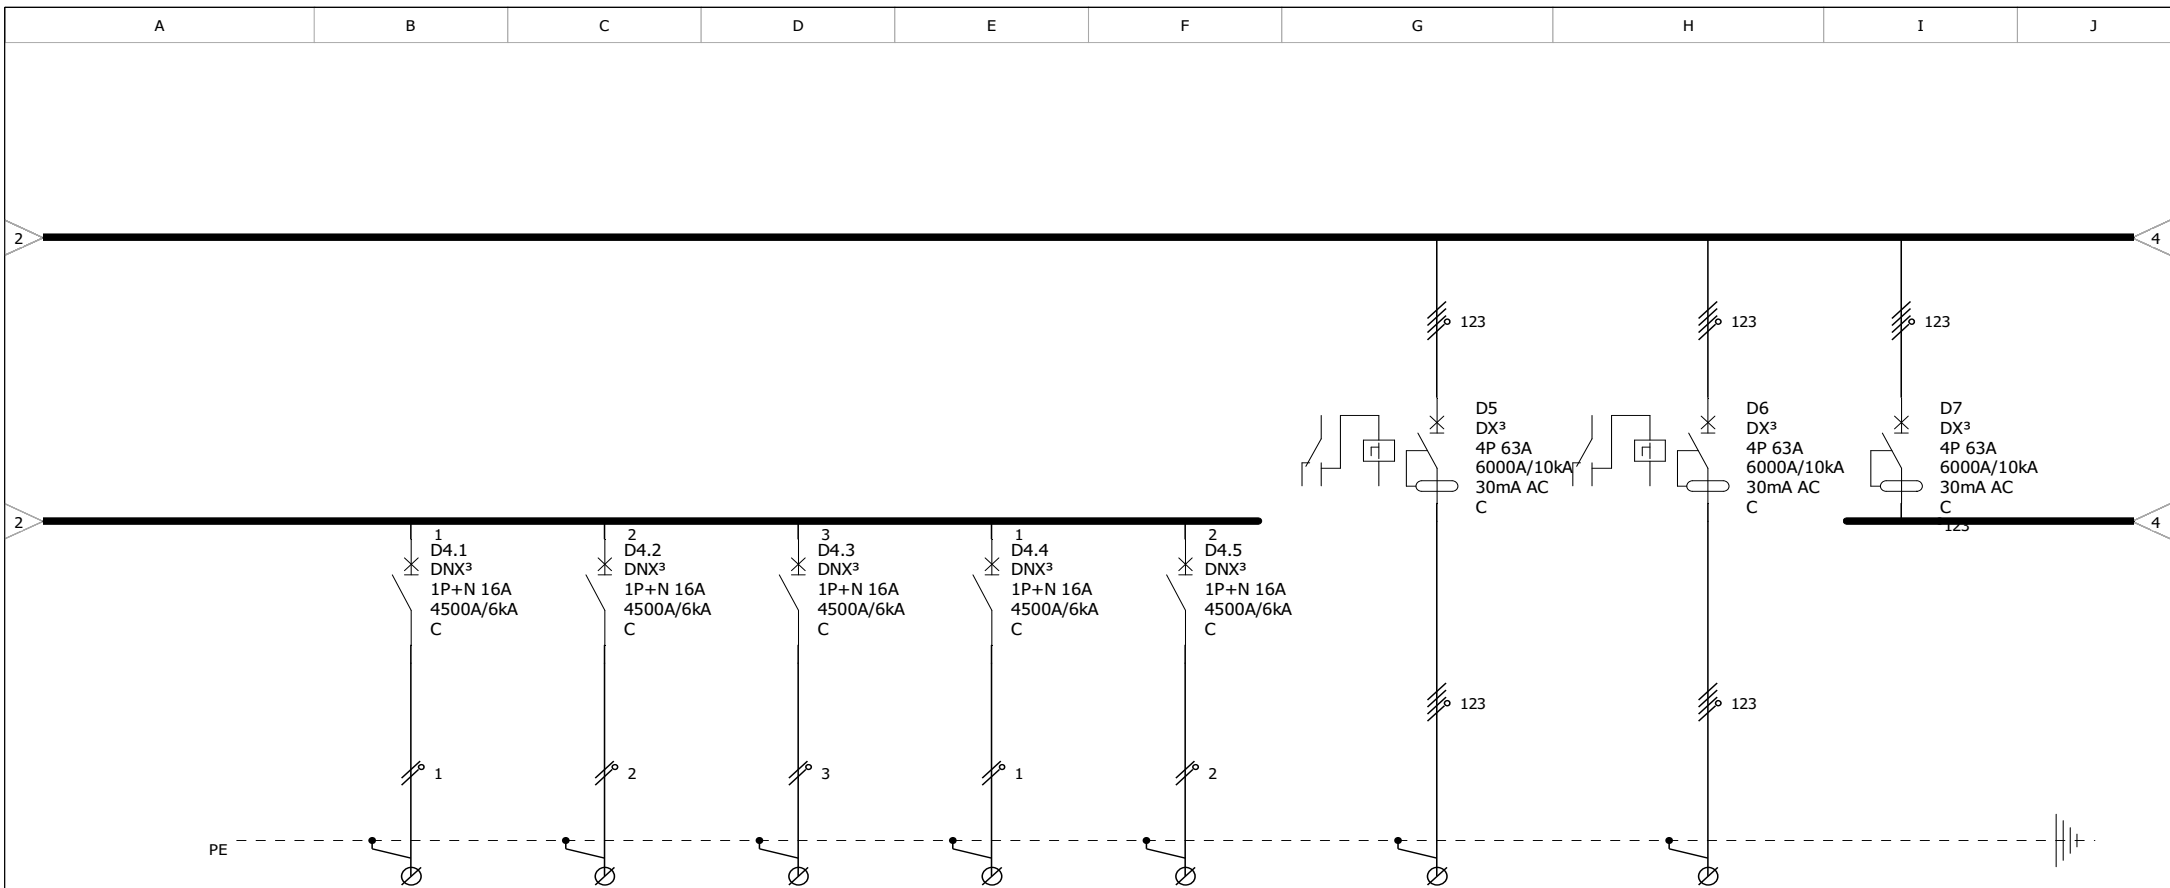 A B C D E F G H I J
2 4
123 123 123
D5
DX³
4P 63A
6000A/10kA
30mA AC
C
D6
DX³
4P 63A
6000A/10kA
30mA AC
C
D7
DX³
4P 63A
6000A/10kA
30mA AC
C
2 123 4
1
D4.1
DNX³
1P+N 16A
4500A/6kA
C
2
D4.2
DNX³
1P+N 16A
4500A/6kA
C
3
D4.3
DNX³
1P+N 16A
4500A/6kA
C
1
D4.4
DNX³
1P+N 16A
4500A/6kA
C
2
D4.5
DNX³
1P+N 16A
4500A/6kA
C
123 123
1 2 3 1 2
PE